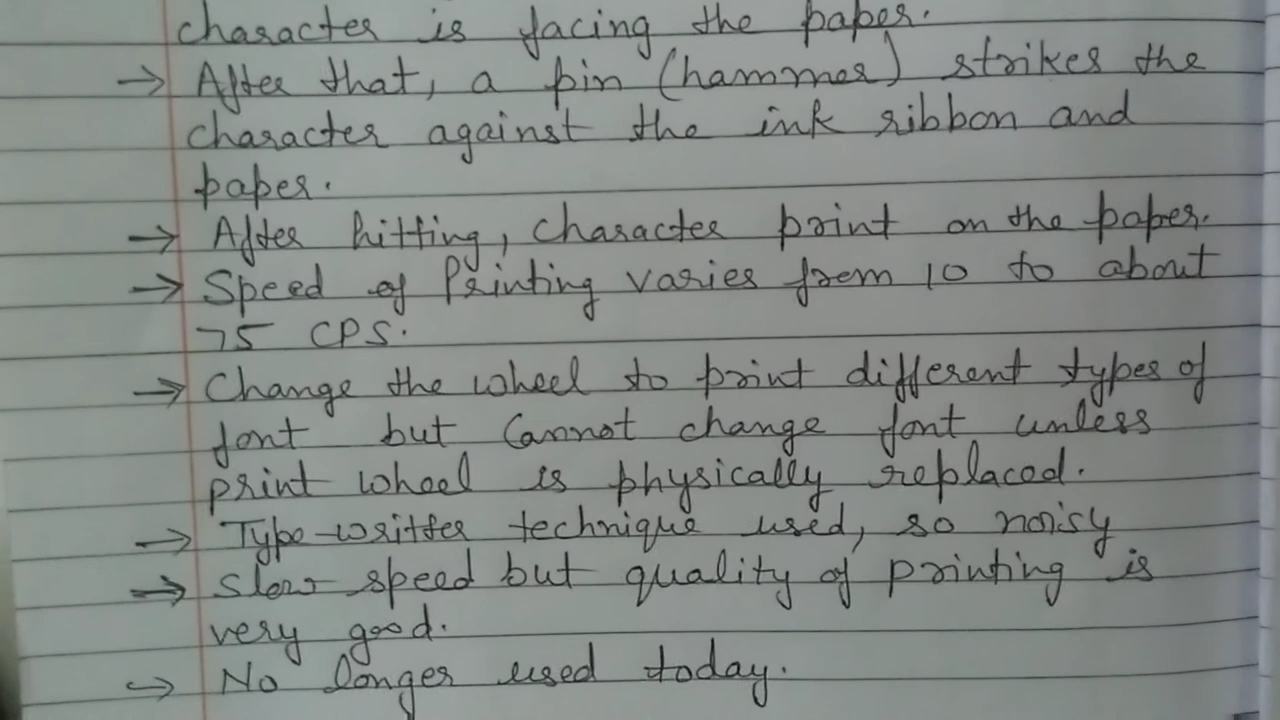 character is facing the paper.
→ After that, a pin (hammer) strikes the
character against the ink ribbon and
paper.
→ After hitting, character print on the paper.
→ Speed of Printing varies from 10 to about
75 CPS.
→ Change the wheel to print different types of
font but Cannot change font unless
print wheel is physically replaced.
→ Type-writter technique used, so noisy
→ Slow speed but quality of printing is
very good.
→ No longer used today.